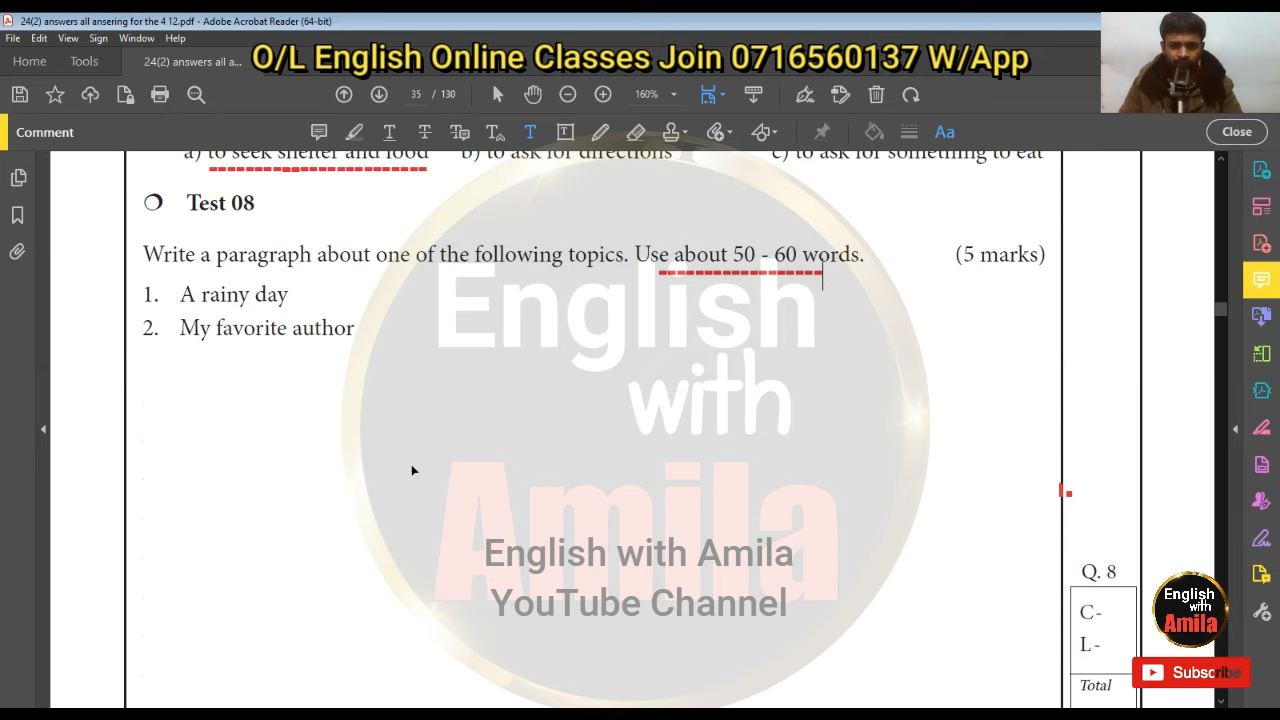 24(2) answers all ansering for the 4 12.pdf - Adobe Acrobat Reader (64-bit)
File Edit View Sign Window Help
O/L English Online Classes Join 0716560137 W/App
Home Tools 24(2) answers all a...
35 / 130 160%
Comment
Close
a) to seek shelter and food b) to ask for directions c) to ask for something to eat
Test 08
Write a paragraph about one of the following topics. Use about 50 - 60 words. (5 marks)
1. A rainy day
2. My favorite author
English
with
Amila
English with Amila
YouTube Channel
Q. 8
C-
L -
Total
English
with
Amila
Subscribe